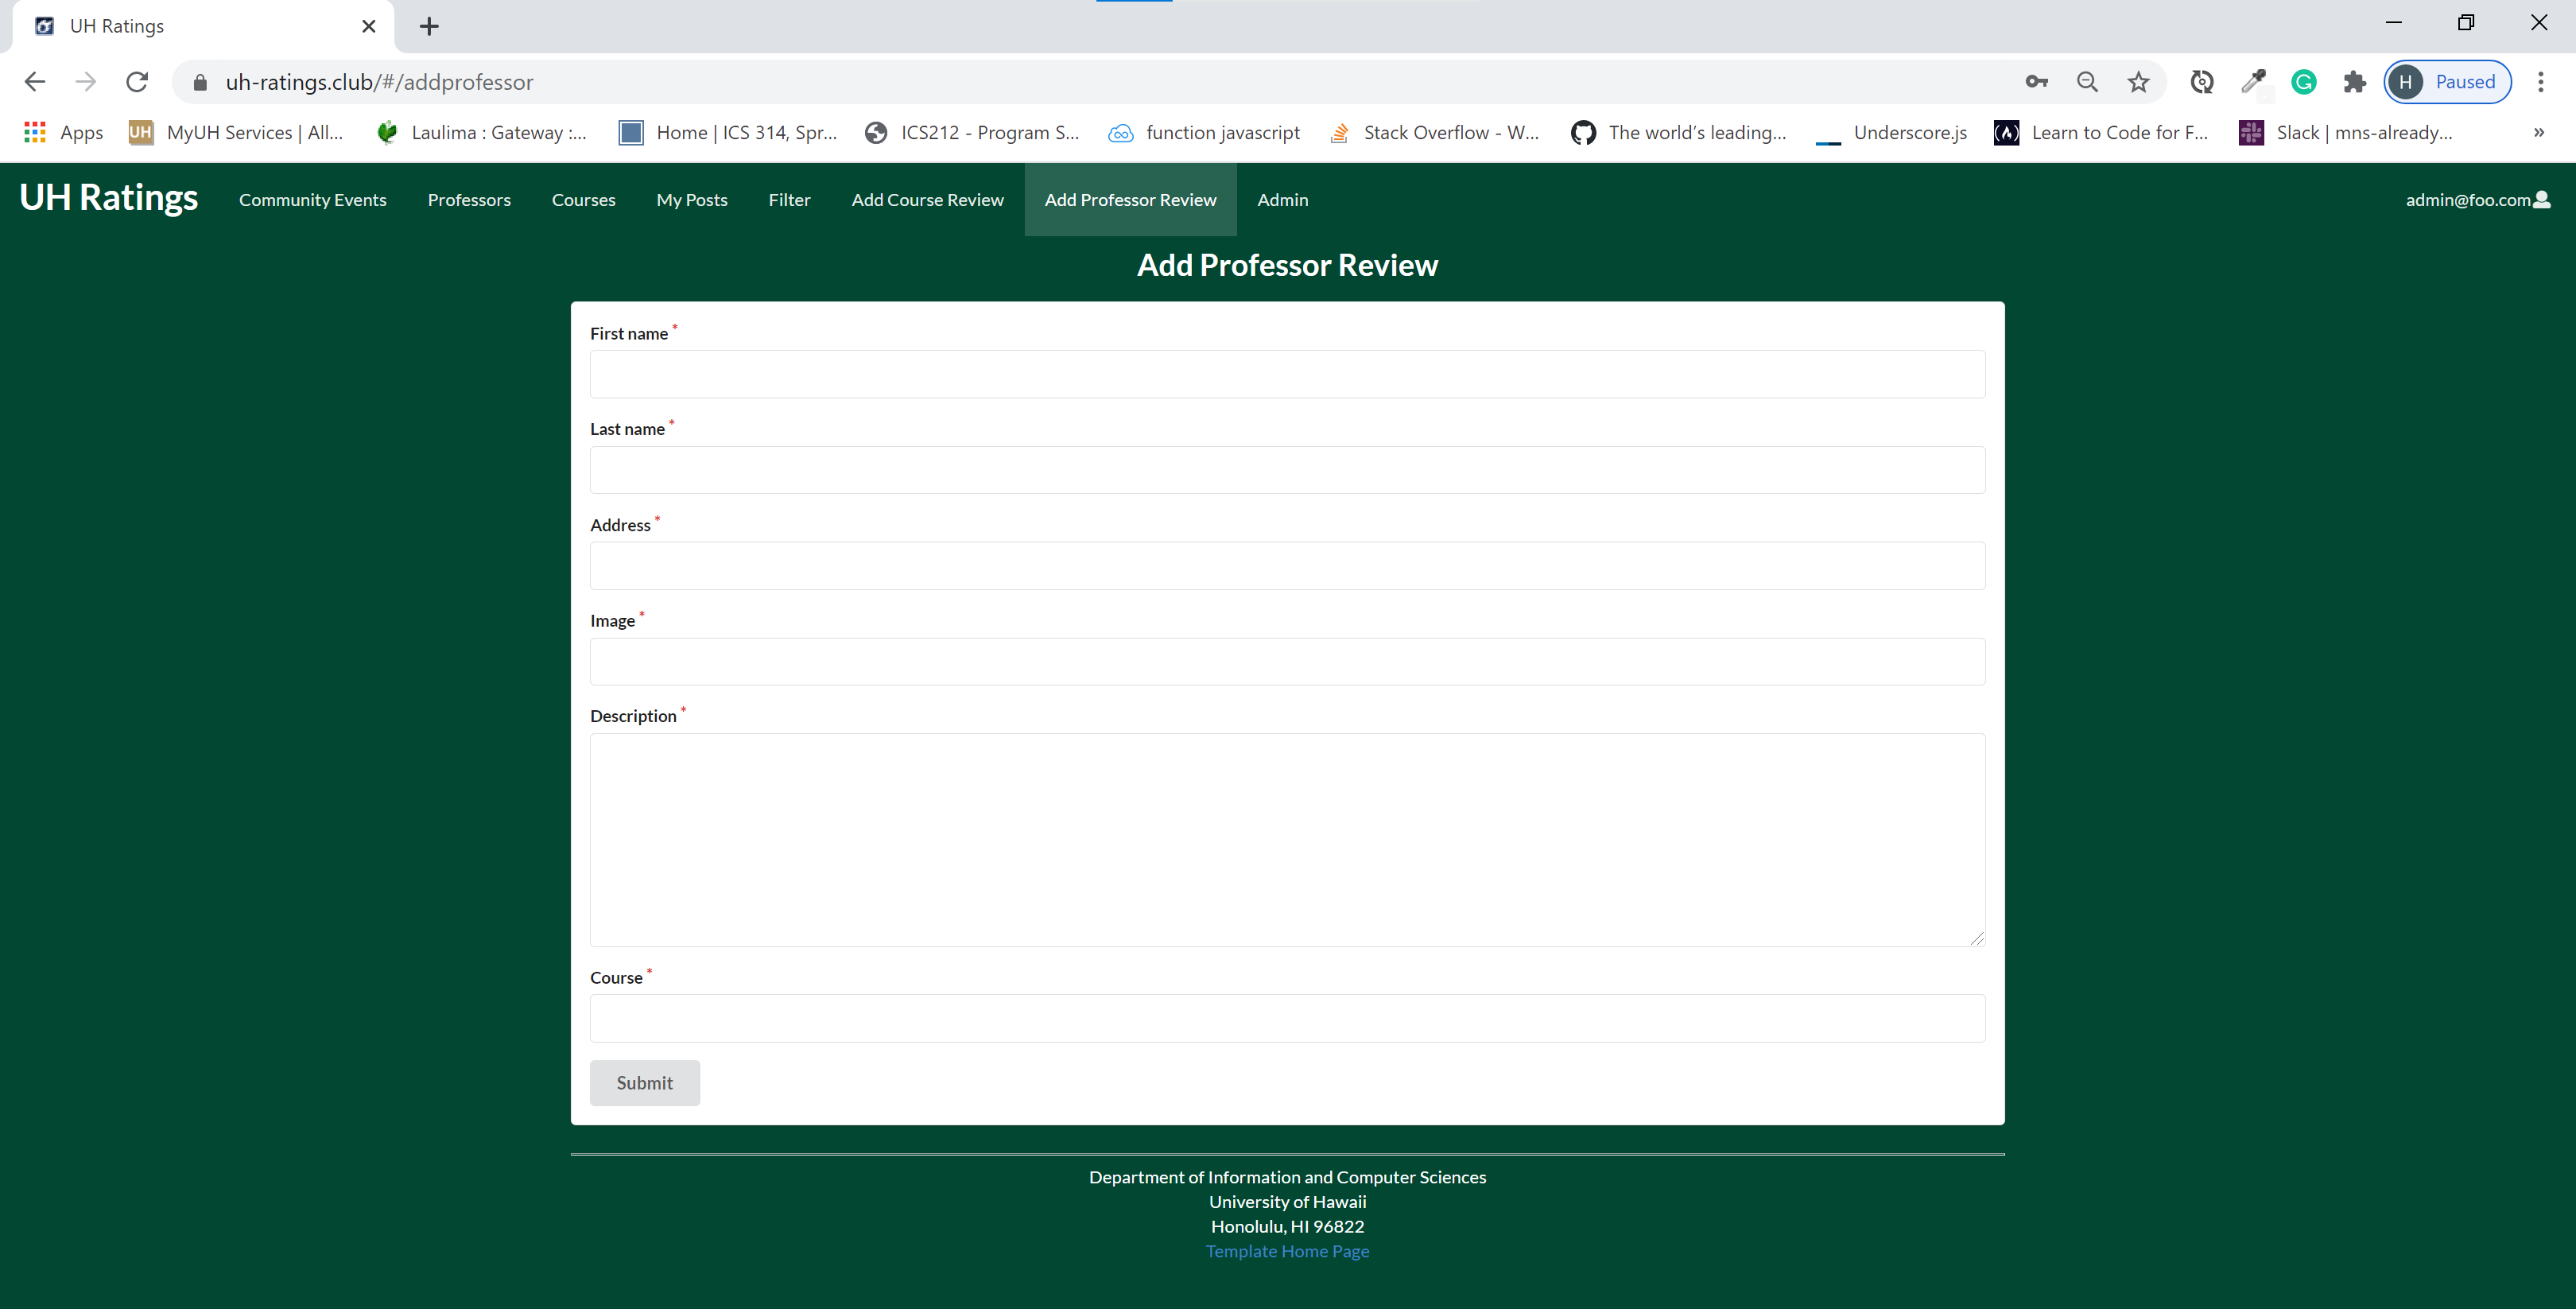 UH Ratings
uh-ratings.club/#/addprofessor
H Paused
Apps
UH MyUH Services | All...
Laulima : Gateway :...
Home | ICS 314, Spr...
ICS212 - Program S...
function javascript
Stack Overflow - W...
The world's leading...
Underscore.js
Learn to Code for F...
Slack | mns-already...
»
UH Ratings
Community Events
Professors
Courses
My Posts
Filter
Add Course Review
Add Professor Review
Admin
admin@foo.com
Add Professor Review
First name *
Last name *
Address *
Image *
Description *
Course *
Submit
Department of Information and Computer Sciences
University of Hawaii
Honolulu, HI 96822
Template Home Page